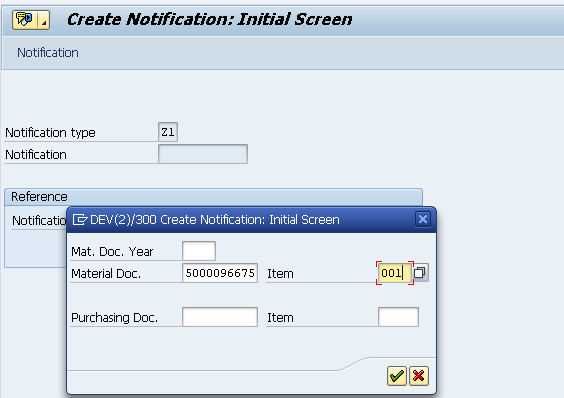 Create Notification: Initial Screen
Notification
Notification type Z1
Notification
Reference
Notificatio
DEV(2)/300 Create Notification: Initial Screen
Mat. Doc. Year
Material Doc. 5000096675 Item 001
Purchasing Doc. Item